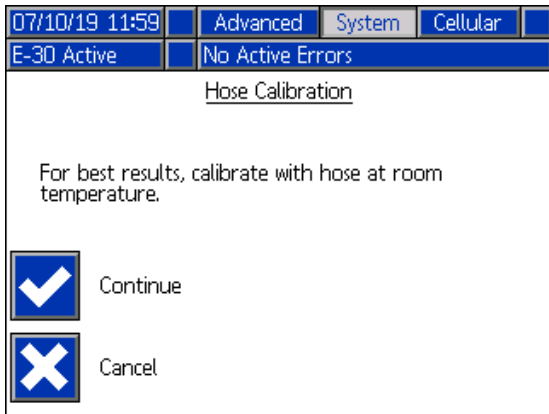 07/10/19 11:59 Advanced System Cellular
E-30 Active No Active Errors
Hose Calibration
For best results, calibrate with hose at room
temperature.
Continue
Cancel